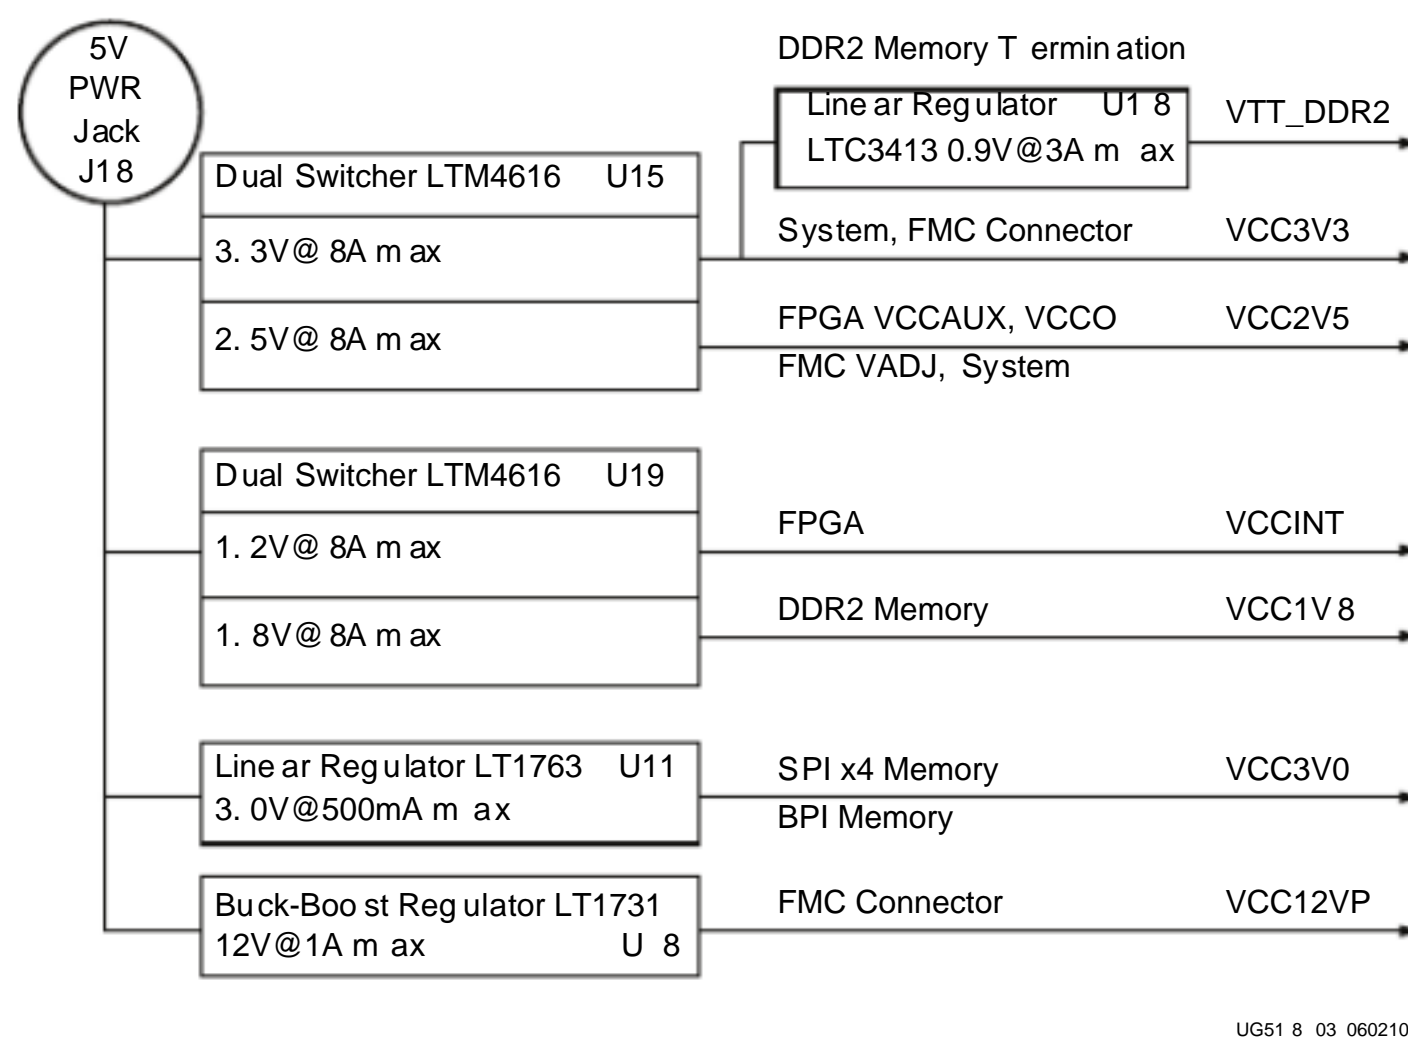 5V
PWR
Jack
J18
DDR2 Memory Termination
Linear Regulator U18
LTC3413 0.9V@3A max
VTT_DDR2
Dual Switcher LTM4616 U15
3.3V@8A max
System, FMC Connector VCC3V3
2.5V@8A max
FPGA VCCAUX, VCCO VCC2V5
FMC VADJ, System
Dual Switcher LTM4616 U19
1.2V@8A max
FPGA VCCINT
1.8V@8A max
DDR2 Memory VCC1V8
Linear Regulator LT1763 U11
3.0V@500mA max
SPI x4 Memory VCC3V0
BPI Memory
Buck-Boost Regulator LT1731
12V@1A max U8
FMC Connector VCC12VP
UG518_03_060210